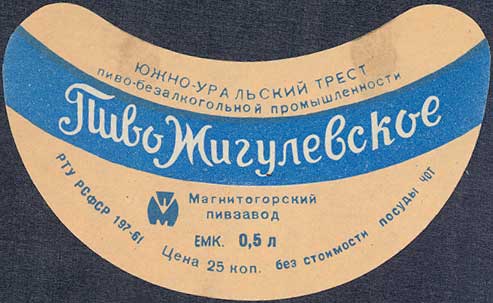 ЮЖНО-УРАЛЬСКИЙ ТРЕСТ
пиво-безалкогольной промышленности
Пиво Жигулевское
Магнитогорский
пивзавод
РТУ РСФСР 197-61
ЕМК. 0,5 л
Цена 25 коп. без стоимости посуды ЧОТ